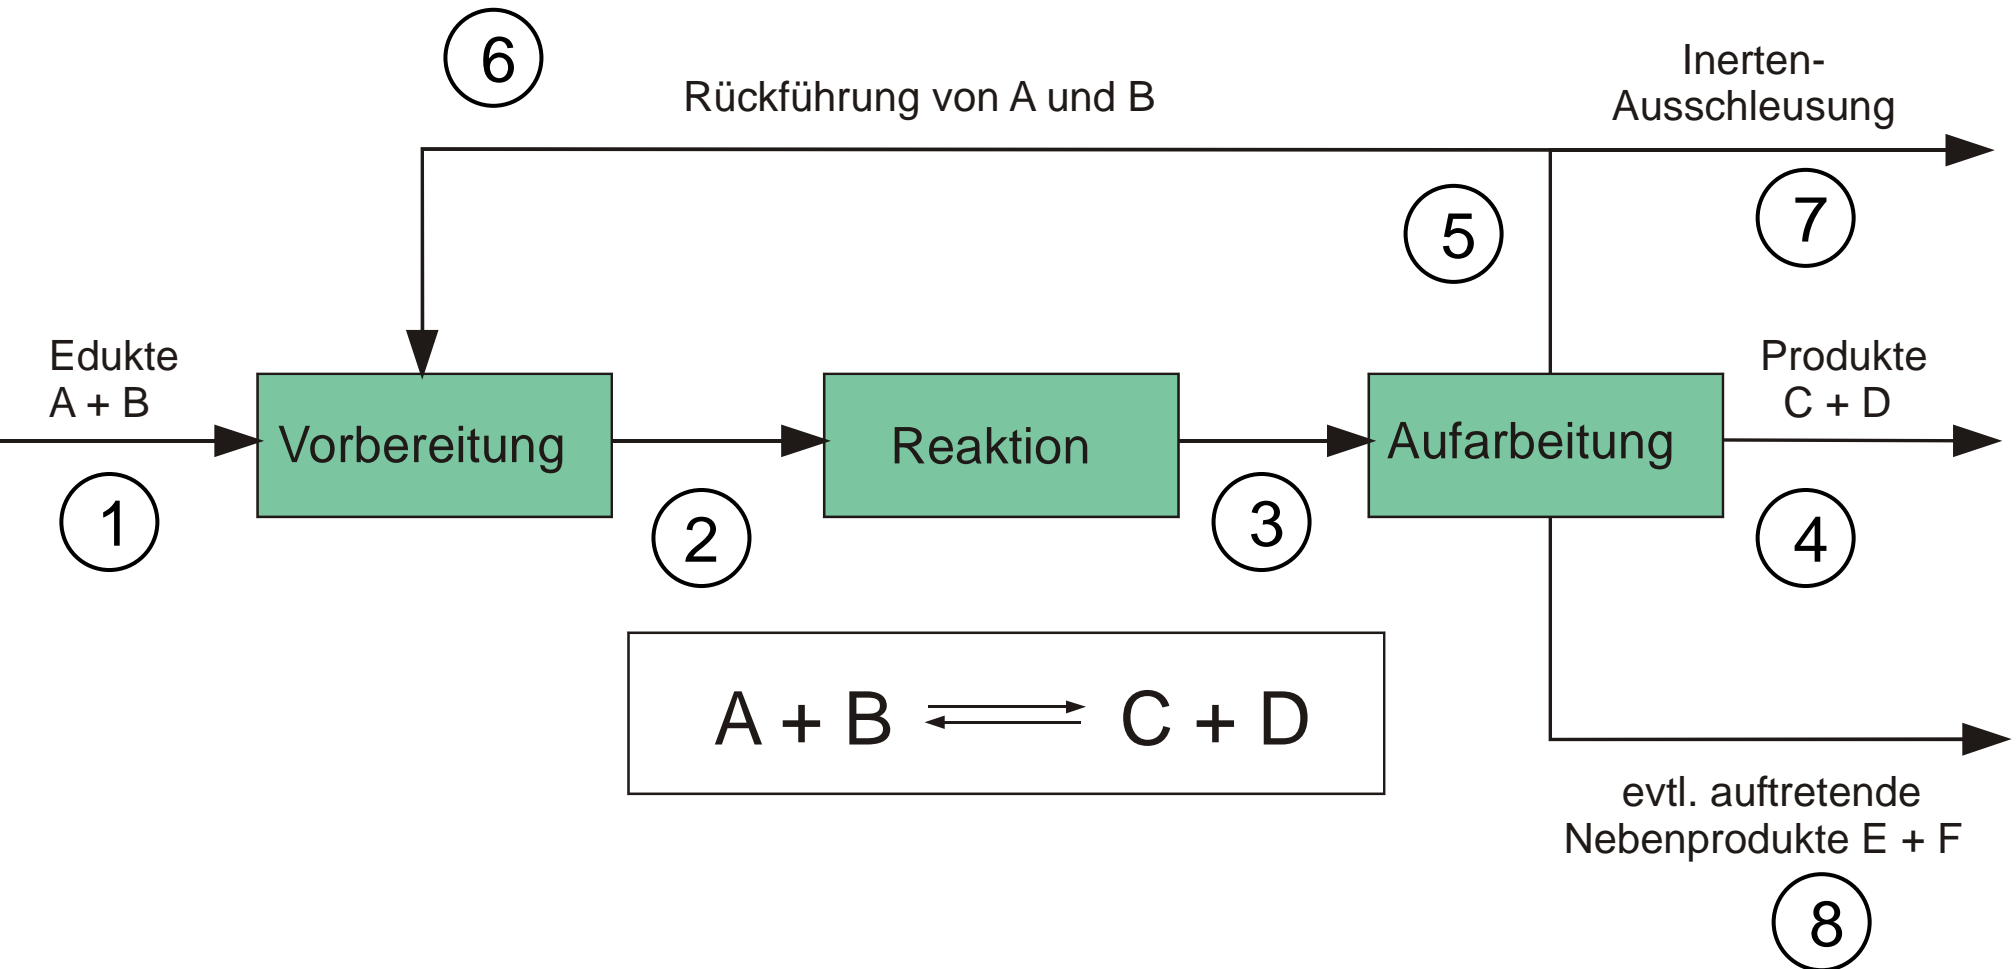 6
Rückführung von A und B
Inerten-
Ausschleusung
5
7
Edukte
A + B
Vorbereitung
Reaktion
Aufarbeitung
Produkte
C + D
1
2
3
4
A + B ⇌ C + D
evtl. auftretende
Nebenprodukte E + F
8